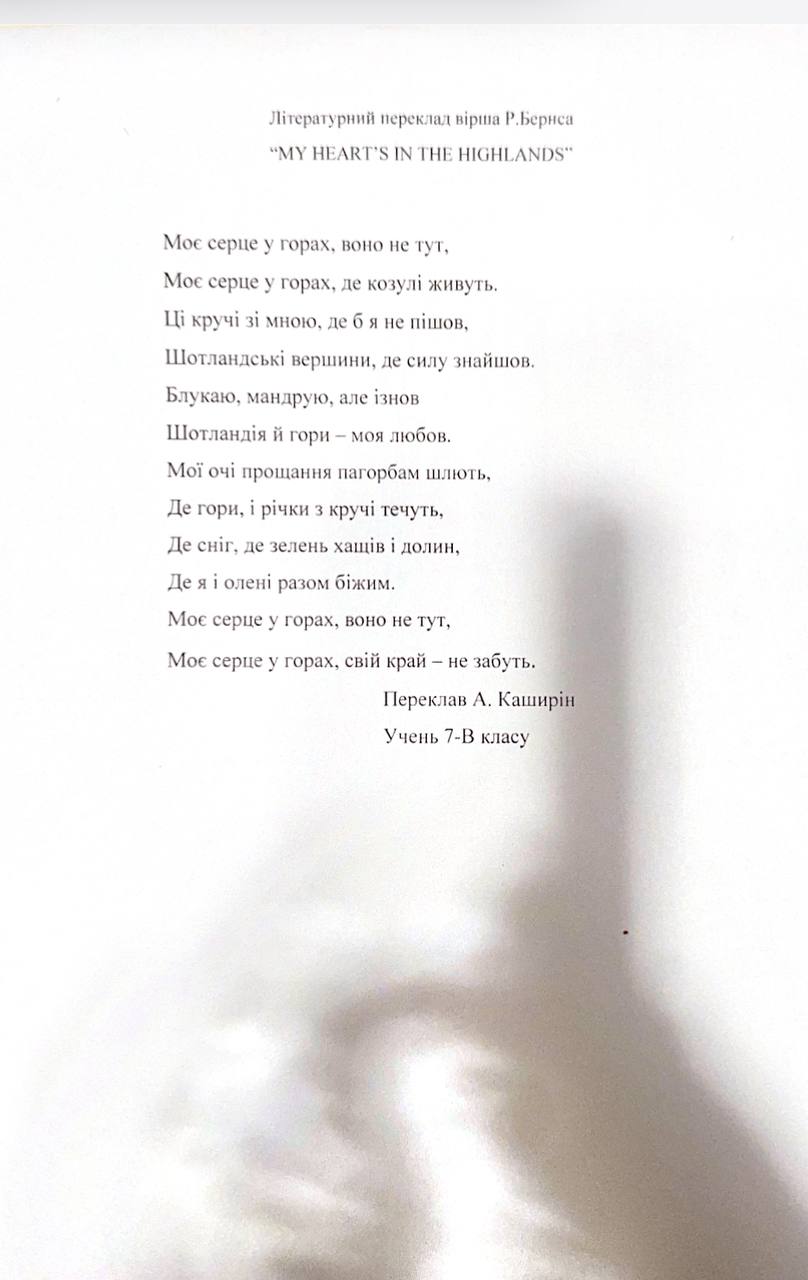 Літературний переклад вірша Р.Бернса
“MY HEART’S IN THE HIGHLANDS”
Моє серце у горах, воно не тут,
Моє серце у горах, де козулі живуть.
Ці кручі зі мною, де б я не пішов,
Шотландські вершини, де силу знайшов.
Блукаю, мандрую, але ізнов
Шотландія й гори – моя любов.
Мої очі прощання пагорбам шлють,
Де гори, і річки з кручі течуть,
Де сніг, де зелень хащів і долин,
Де я і олені разом біжим.
Моє серце у горах, воно не тут,
Моє серце у горах, свій край – не забуть.
Переклав А. Каширін
Учень 7-В класу